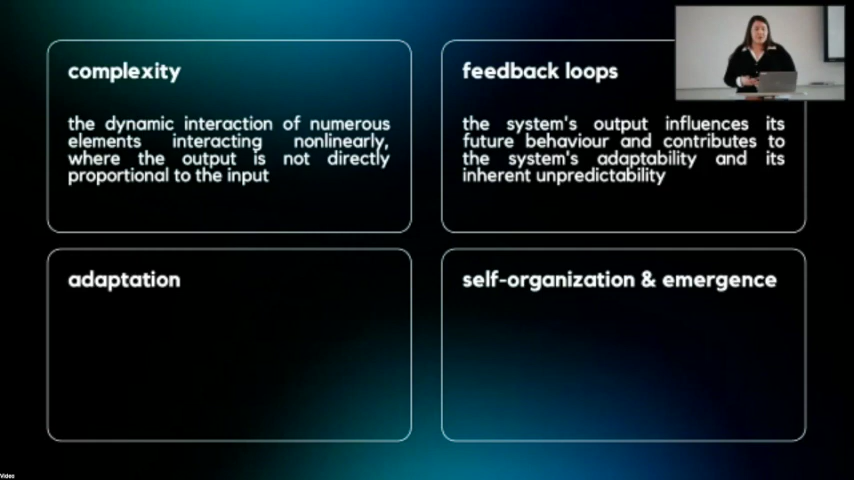 complexity
the dynamic interaction of numerous
elements interacting nonlinearly,
where the output is not directly
proportional to the input
feedback loops
the system's output influences its
future behaviour and contributes to
the system's adaptability and its
inherent unpredictability
adaptation
self-organization & emergence
Video